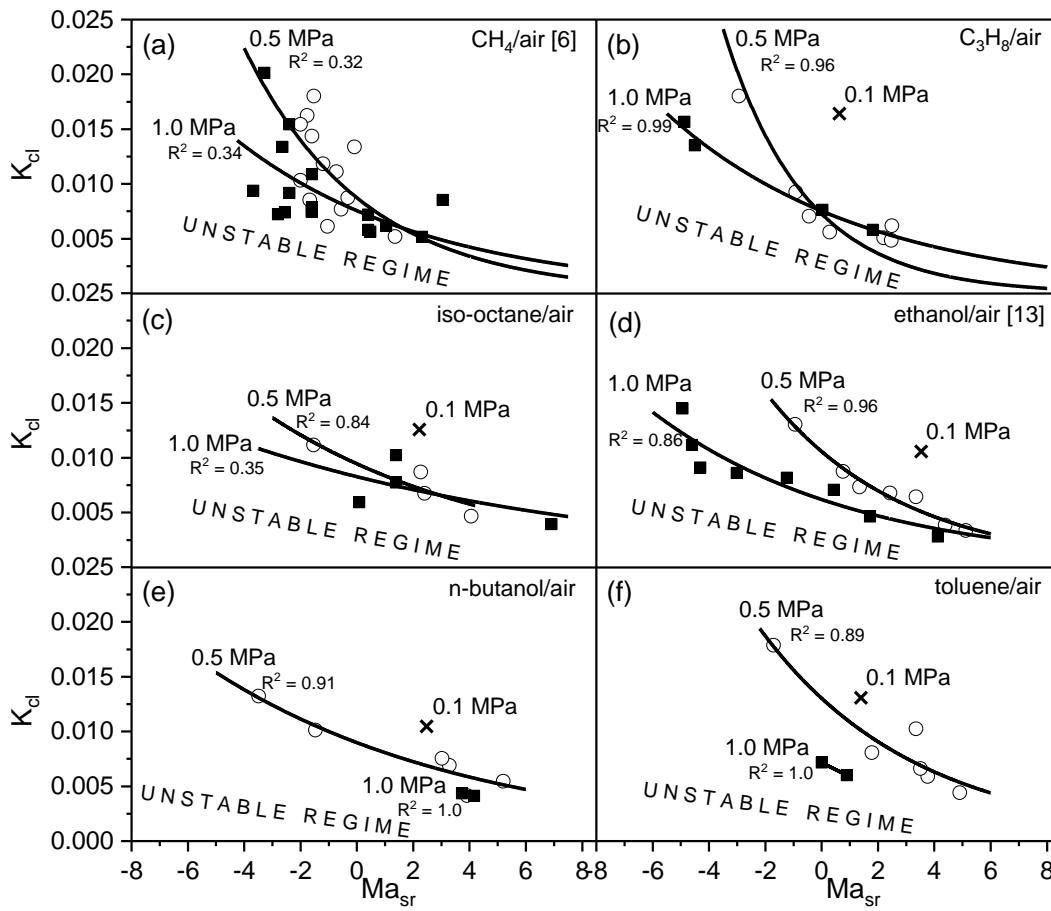 (a)
0.5 MPa
CH₄/air [6]
R² = 0.32
1.0 MPa
R² = 0.34
UNSTABLE REGIME
(b)
0.5 MPa
C₃H₈/air
R² = 0.96
0.1 MPa
1.0 MPa
R² = 0.99
UNSTABLE REGIME
0.025
0.020
0.015
0.010
0.005
K_cl
(c)
iso-octane/air
0.5 MPa
R² = 0.84
0.1 MPa
1.0 MPa
R² = 0.35
UNSTABLE REGIME
(d)
ethanol/air [13]
1.0 MPa
0.5 MPa
R² = 0.96
0.1 MPa
R² = 0.86
UNSTABLE REGIME
0.025
0.020
0.015
0.010
0.005
K_cl
(e)
n-butanol/air
0.5 MPa
R² = 0.91
0.1 MPa
1.0 MPa
R² = 1.0
UNSTABLE REGIME
(f)
toluene/air
0.5 MPa
R² = 0.89
0.1 MPa
1.0 MPa
R² = 1.0
UNSTABLE REGIME
0.025
0.020
0.015
0.010
0.005
0.000
K_cl
-8 -6 -4 -2 0 2 4 6 8
Ma_sr
-8 -6 -4 -2 0 2 4 6 8
Ma_sr